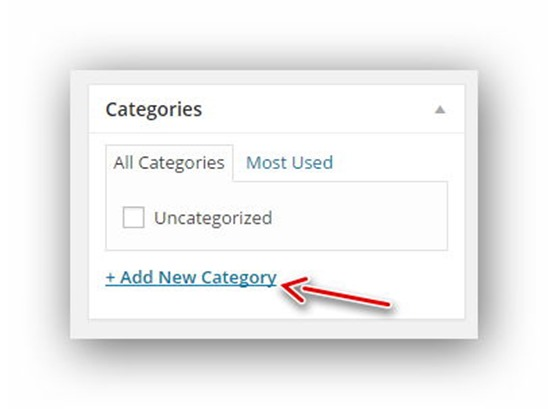 Categories
All Categories Most Used
Uncategorized
+ Add New Category